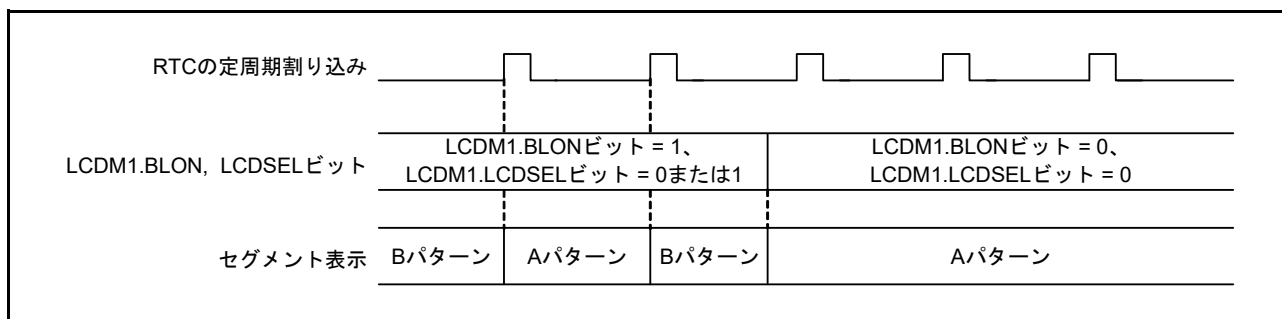 RTCの定周期割り込み
LCDM1.BLON, LCDSELビット
LCDM1.BLONビット = 1、
LCDM1.LCDSELビット = 0または1
LCDM1.BLONビット = 0、
LCDM1.LCDSELビット = 0
セグメント表示
Bパターン
Aパターン
Bパターン
Aパターン